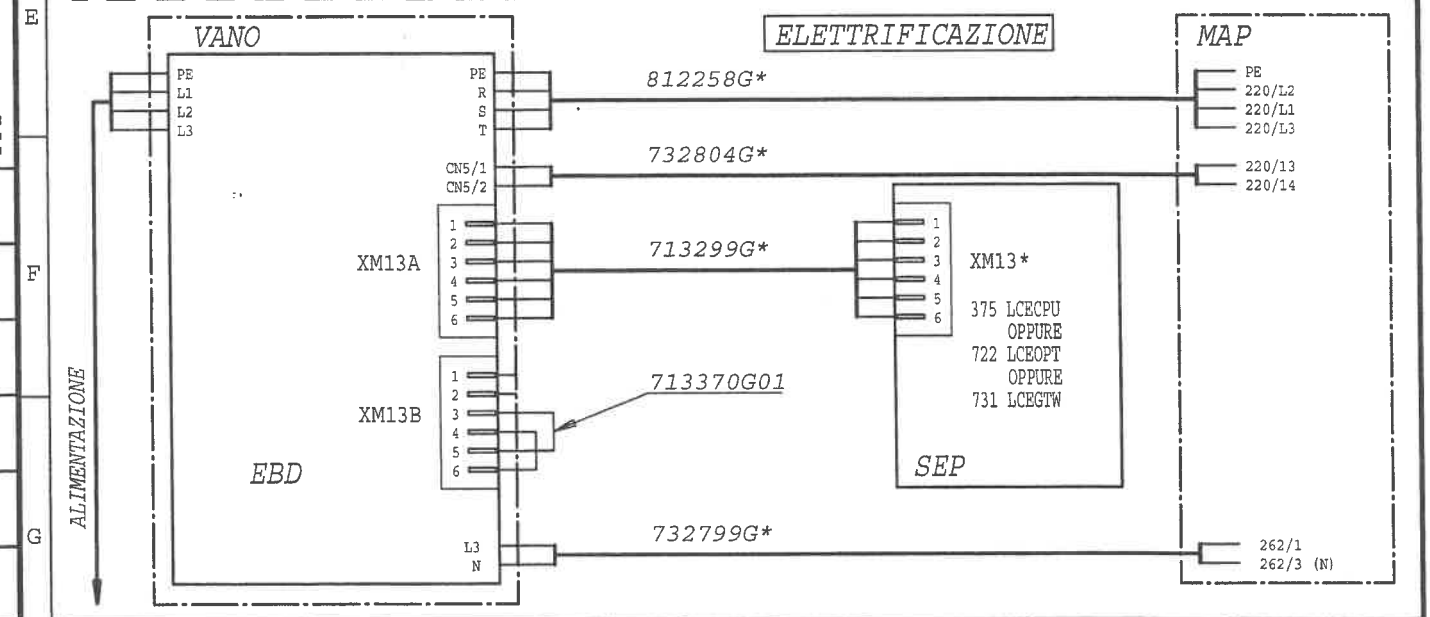 E
F
G
VANO
ELETTRIFICAZIONE
MAP
PE
L1
L2
L3
PE
R
S
T
812258G*
PE
220/L2
220/L1
220/L3
CN5/1
CN5/2
732804G*
220/13
220/14
XM13A
1
2
3
4
5
6
713299G*
1
2
3
4
5
6
XM13*
375 LCECPU
OPPURE
722 LCEOPT
OPPURE
731 LCEGTW
SEP
XM13B
1
2
3
4
5
6
713370G01
EBD
ALIMENTAZIONE
L3
N
732799G*
262/1
262/3 (N)